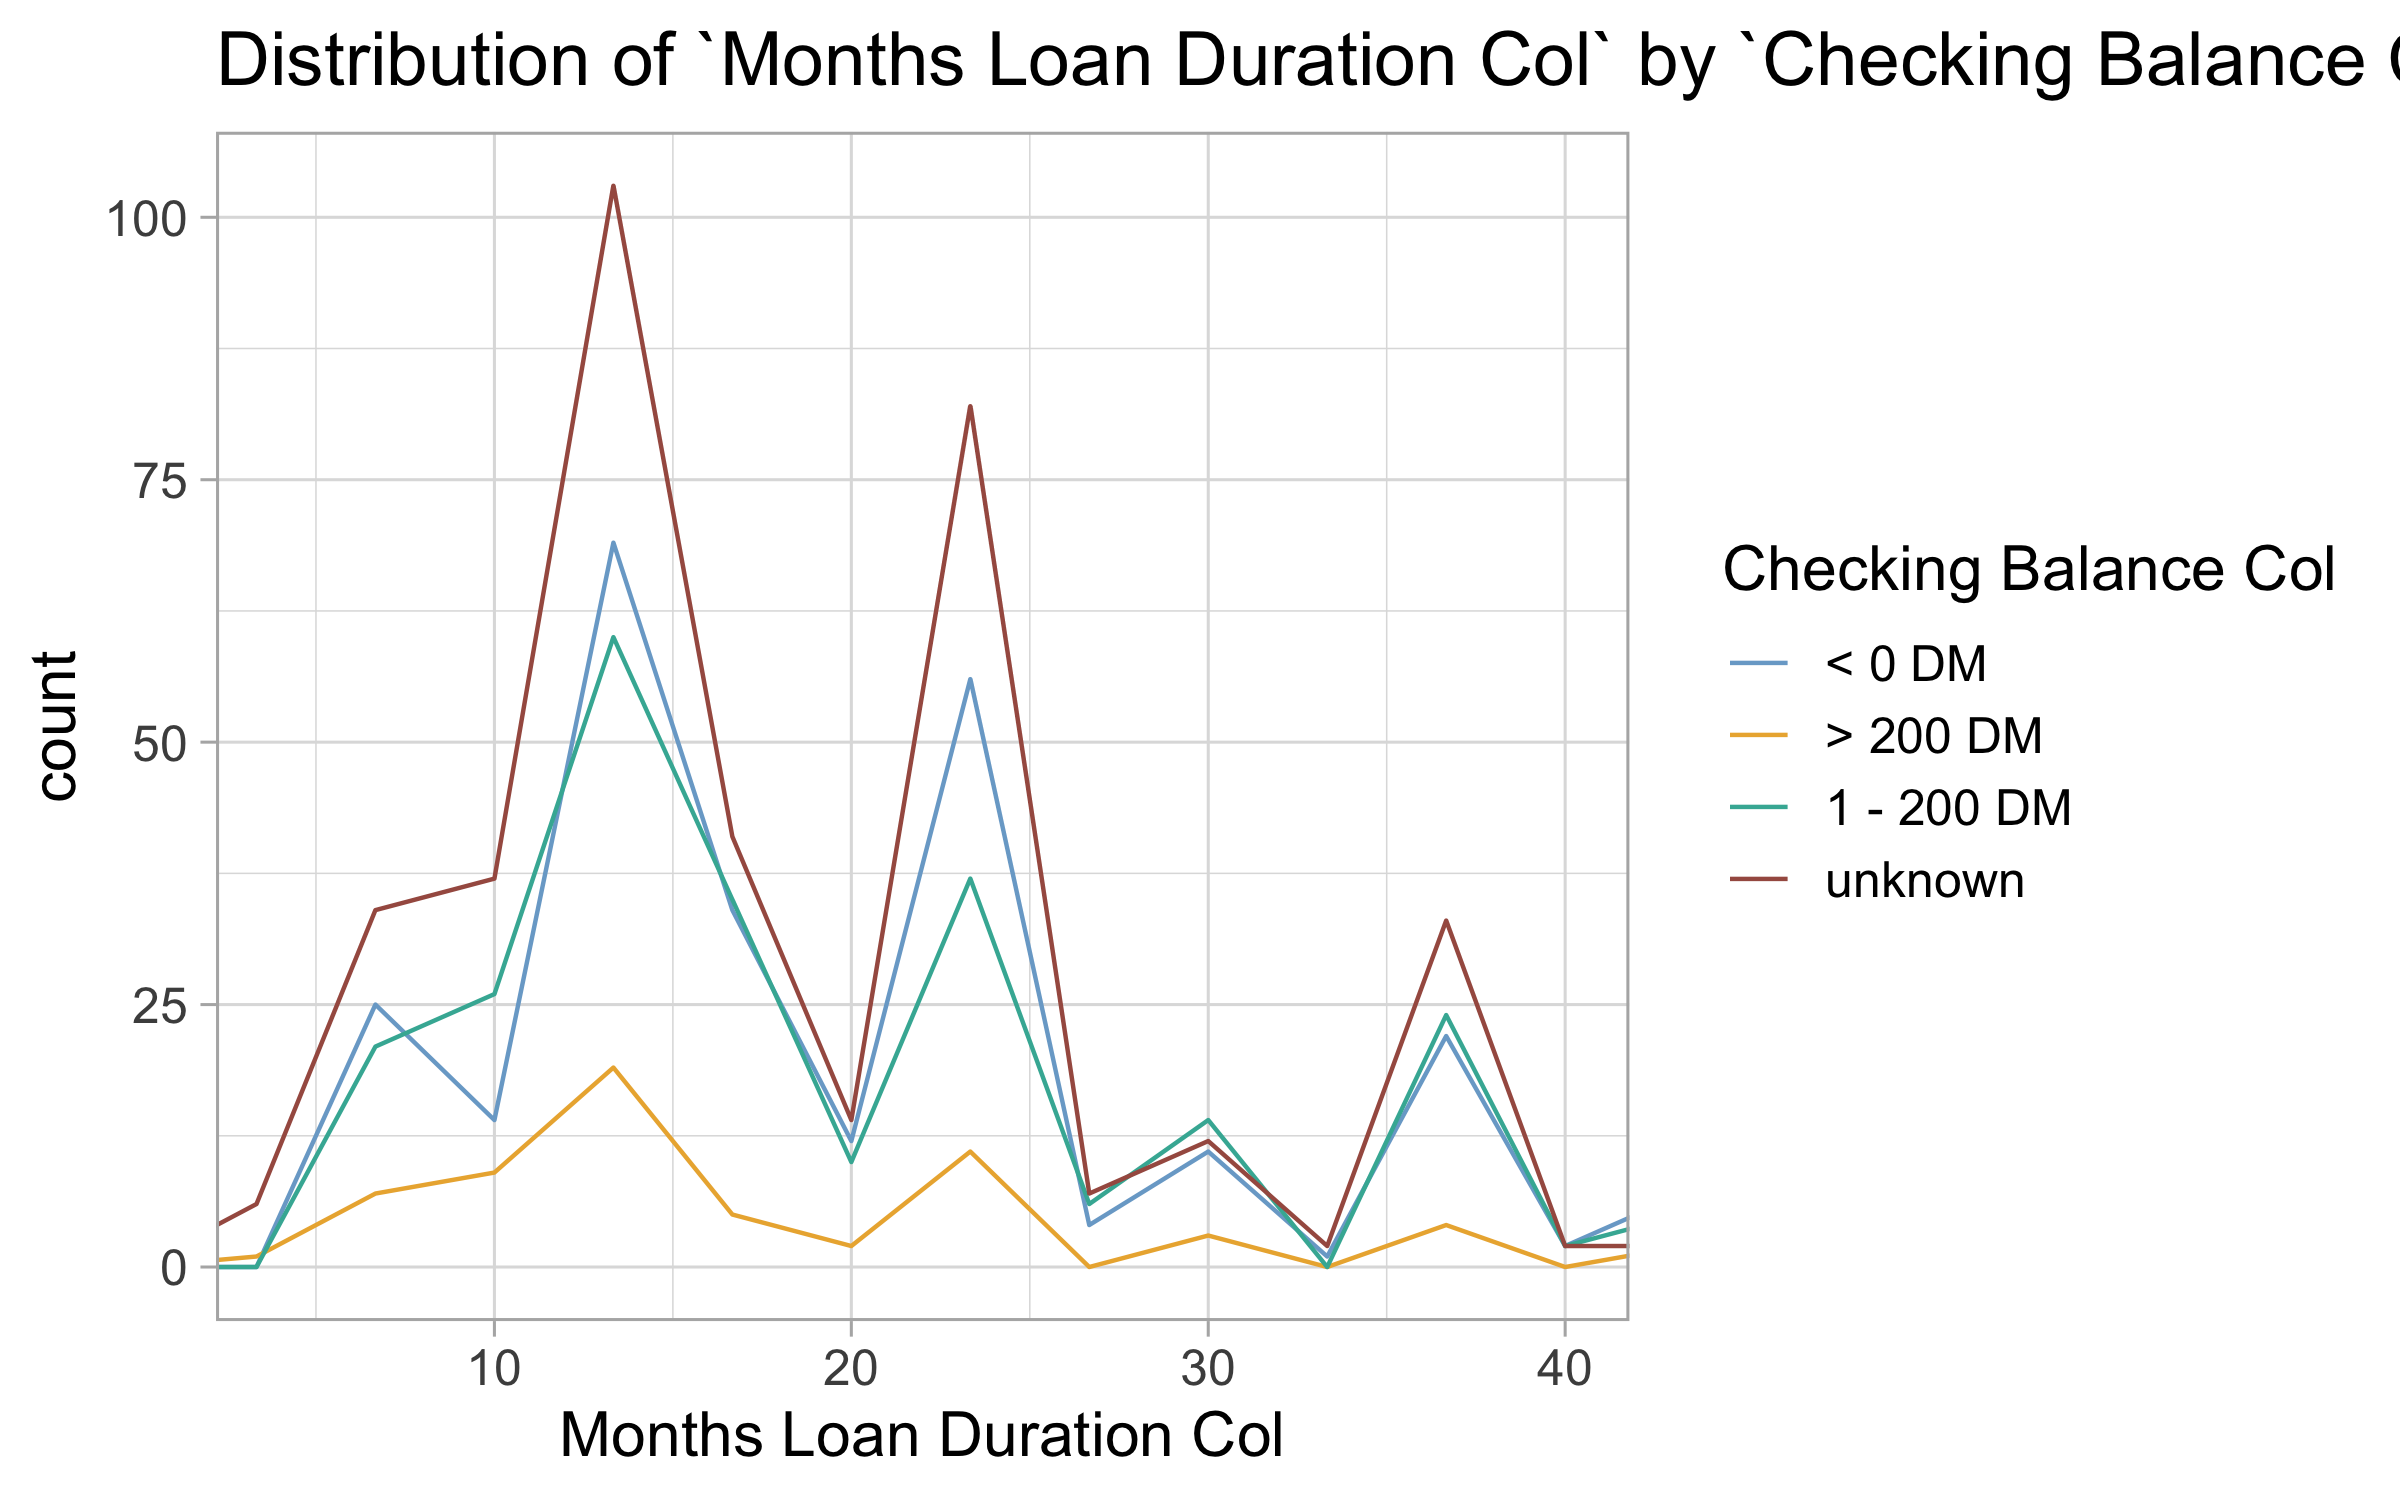 Distribution of `Months Loan Duration Col` by `Checking Balance
100
75
50
25
0
count
10 20 30 40
Months Loan Duration Col
Checking Balance Col
< 0 DM
> 200 DM
1 - 200 DM
unknown